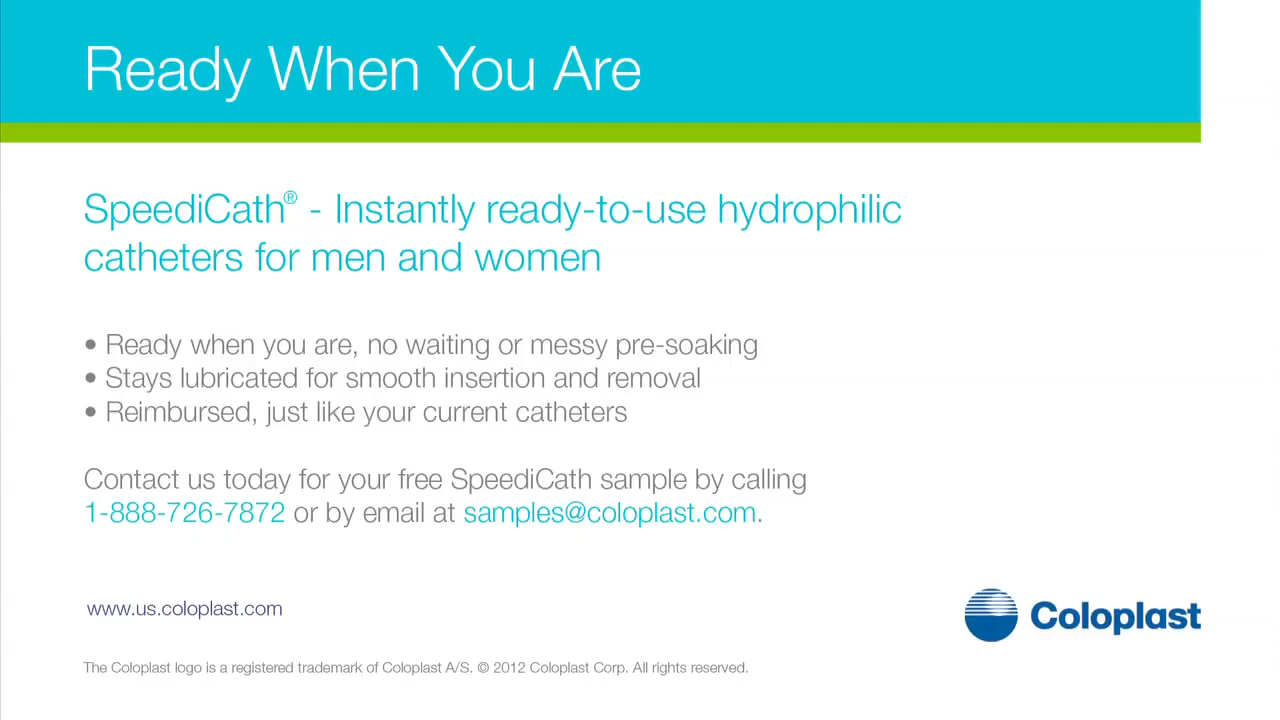 Ready When You Are
SpeediCath® - Instantly ready-to-use hydrophilic
catheters for men and women
• Ready when you are, no waiting or messy pre-soaking
• Stays lubricated for smooth insertion and removal
• Reimbursed, just like your current catheters
Contact us today for your free SpeediCath sample by calling
1-888-726-7872 or by email at samples@coloplast.com.
www.us.coloplast.com
Coloplast
The Coloplast logo is a registered trademark of Coloplast A/S. © 2012 Coloplast Corp. All rights reserved.